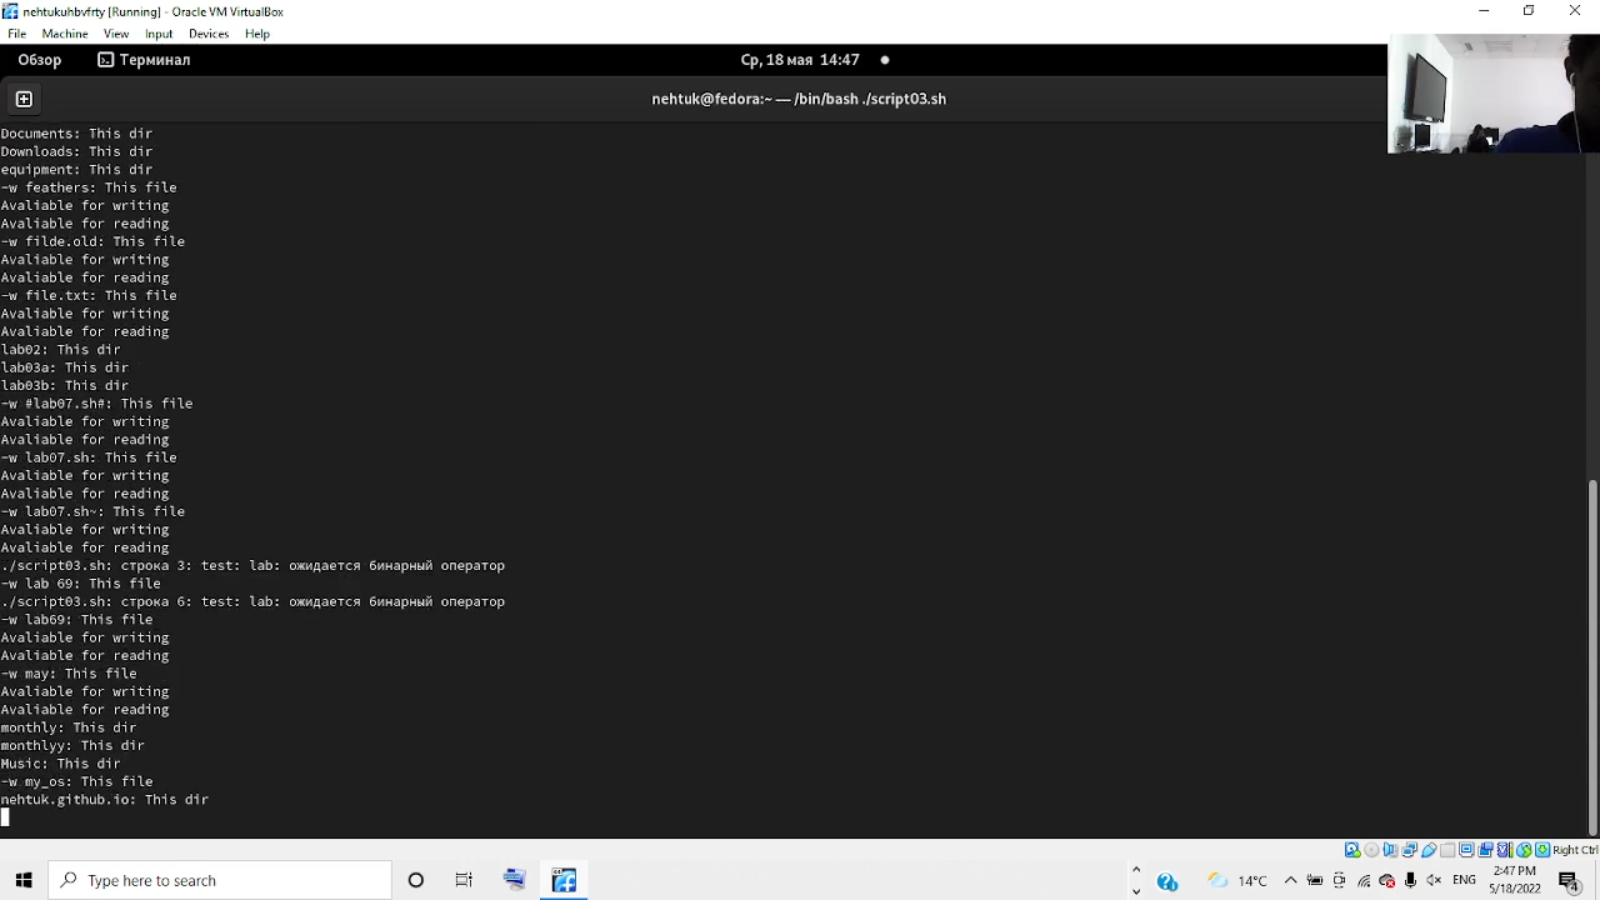 nehtukuhbvfrty [Running] - Oracle VM VirtualBox
File Machine View Input Devices Help
Обзор Терминал Ср, 18 мая 14:47
nehtuk@fedora:~ — /bin/bash ./script03.sh
Documents: This dir
Downloads: This dir
equipment: This dir
-w feathers: This file
Avaliable for writing
Avaliable for reading
-w filde.old: This file
Avaliable for writing
Avaliable for reading
-w file.txt: This file
Avaliable for writing
Avaliable for reading
lab02: This dir
lab03a: This dir
lab03b: This dir
-w #lab07.sh#: This file
Avaliable for writing
Avaliable for reading
-w lab07.sh: This file
Avaliable for writing
Avaliable for reading
-w lab07.sh~: This file
Avaliable for writing
Avaliable for reading
./script03.sh: строка 3: test: lab: ожидается бинарный оператор
-w lab 69: This file
./script03.sh: строка 6: test: lab: ожидается бинарный оператор
-w lab69: This file
Avaliable for writing
Avaliable for reading
-w may: This file
Avaliable for writing
Avaliable for reading
monthly: This dir
monthlyy: This dir
Music: This dir
-w my_os: This file
nehtuk.github.io: This dir
Right Ctrl
Type here to search
14°C
ENG
2:47 PM
5/18/2022
4